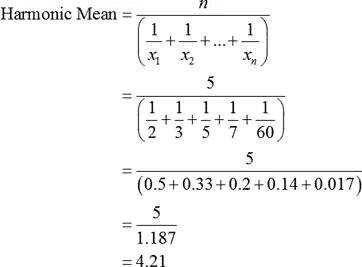 Harmonic Mean = n / (1/x₁ + 1/x₂ + ... + 1/xₙ)
= 5 / (1/2 + 1/3 + 1/5 + 1/7 + 1/60)
= 5 / (0.5 + 0.33 + 0.2 + 0.14 + 0.017)
= 5 / 1.187
= 4.21